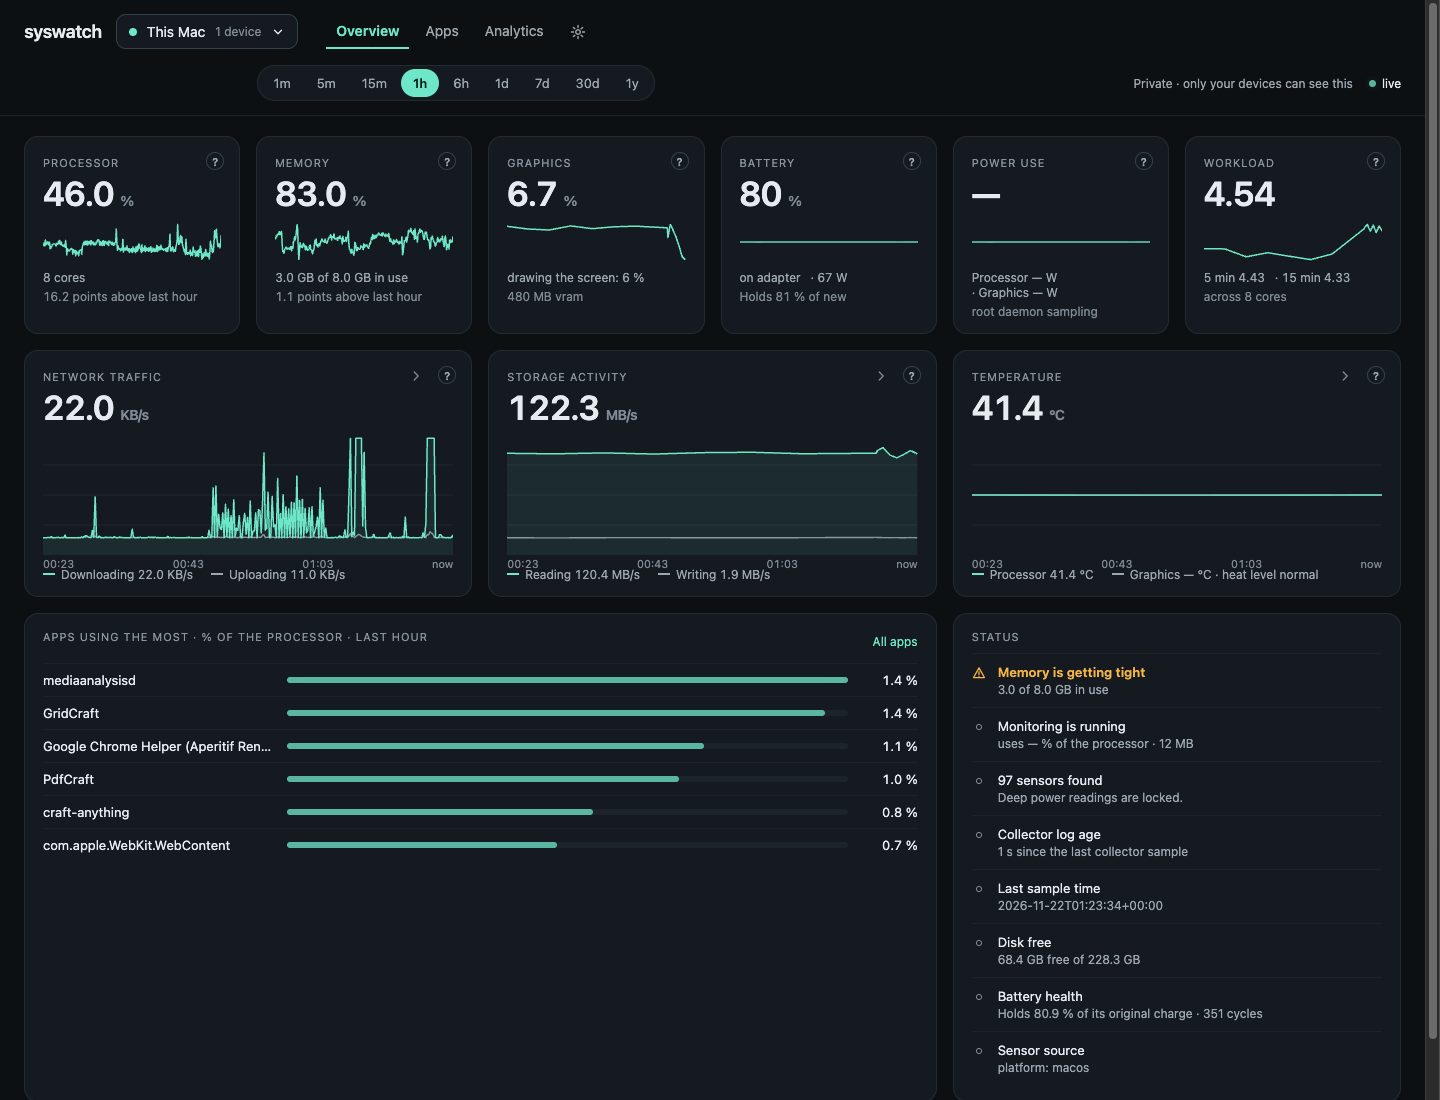 syswatch
This Mac 1 device
Overview Apps Analytics
1m 5m 15m 1h 6h 1d 7d 30d 1y
Private · only your devices can see this live
PROCESSOR ?
46.0 %
8 cores
16.2 points above last hour
MEMORY ?
83.0 %
3.0 GB of 8.0 GB in use
1.1 points above last hour
GRAPHICS ?
6.7 %
drawing the screen: 6 %
480 MB vram
BATTERY ?
80 %
on adapter · 67 W
Holds 81 % of new
POWER USE ?
—
Processor — W
· Graphics — W
root daemon sampling
WORKLOAD ?
4.54
5 min 4.43 · 15 min 4.33
across 8 cores
NETWORK TRAFFIC ?
22.0 KB/s
00:23 00:43 01:03 now
Downloading 22.0 KB/s Uploading 11.0 KB/s
STORAGE ACTIVITY ?
122.3 MB/s
00:23 00:43 01:03 now
Reading 120.4 MB/s Writing 1.9 MB/s
TEMPERATURE ?
41.4 °C
00:23 00:43 01:03 now
Processor 41.4 °C Graphics — °C · heat level normal
APPS USING THE MOST · % OF THE PROCESSOR · LAST HOUR
All apps
mediaanalysisd 1.4 %
GridCraft 1.4 %
Google Chrome Helper (Aperitif Ren... 1.1 %
PdfCraft 1.0 %
craft-anything 0.8 %
com.apple.WebKit.WebContent 0.7 %
STATUS
Memory is getting tight
3.0 of 8.0 GB in use
Monitoring is running
uses — % of the processor · 12 MB
97 sensors found
Deep power readings are locked.
Collector log age
1 s since the last collector sample
Last sample time
2026-11-22T01:23:34+00:00
Disk free
68.4 GB free of 228.3 GB
Battery health
Holds 80.9 % of its original charge · 351 cycles
Sensor source
platform: macos